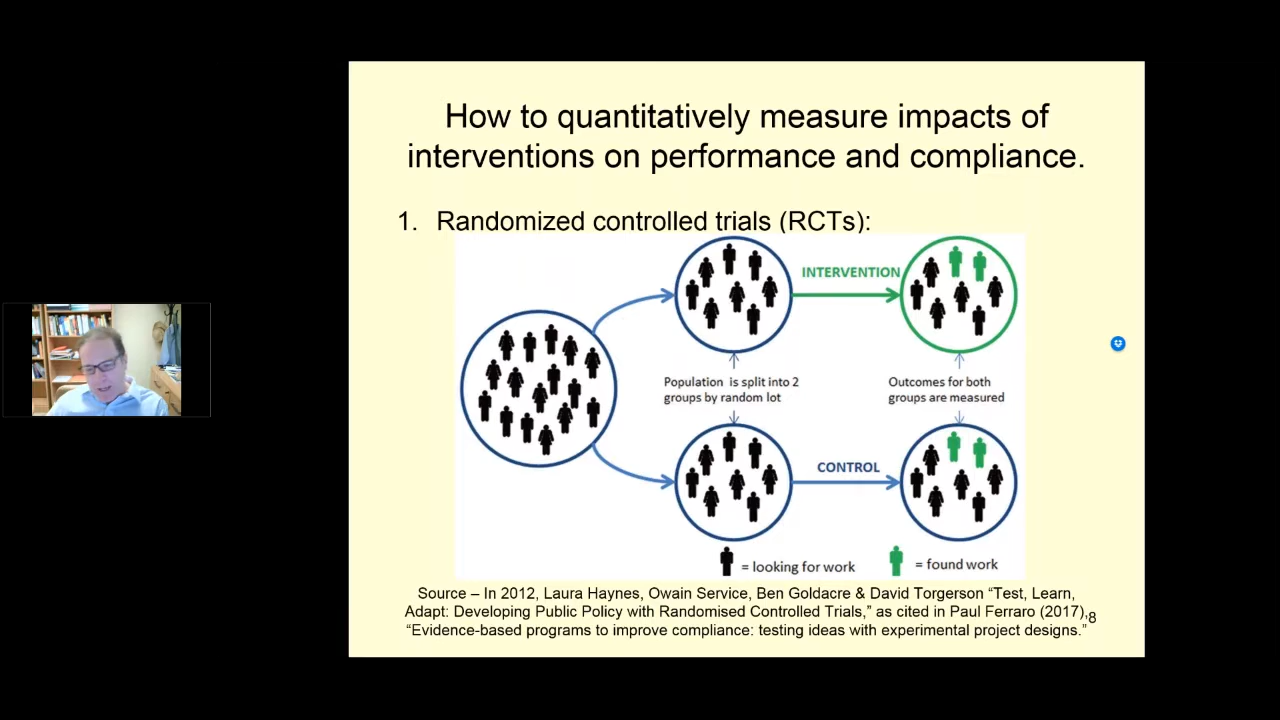 How to quantitatively measure impacts of
interventions on performance and compliance.
1. Randomized controlled trials (RCTs):
INTERVENTION
Population is split into 2
groups by random lot
Outcomes for both
groups are measured
CONTROL
= looking for work
= found work
Source – In 2012, Laura Haynes, Owain Service, Ben Goldacre & David Torgerson “Test, Learn,
Adapt: Developing Public Policy with Randomised Controlled Trials,” as cited in Paul Ferraro (2017),
“Evidence-based programs to improve compliance: testing ideas with experimental project designs.”
8